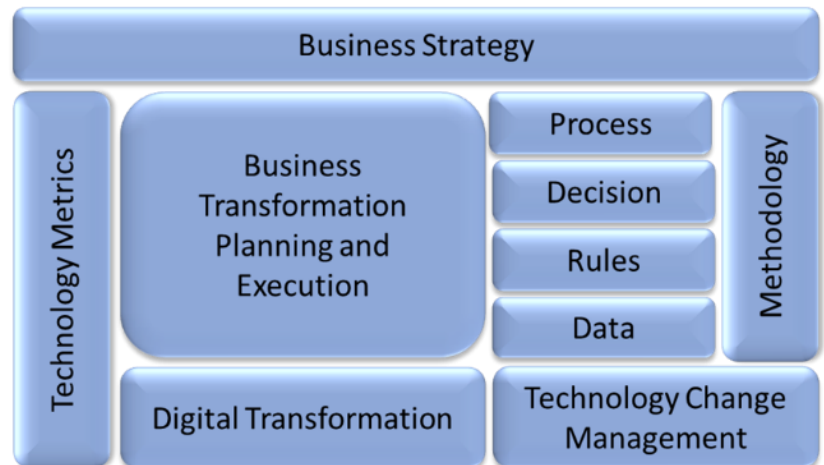 Business Strategy
Technology Metrics
Business
Transformation
Planning and
Execution
Process
Decision
Rules
Data
Methodology
Digital Transformation
Technology Change
Management